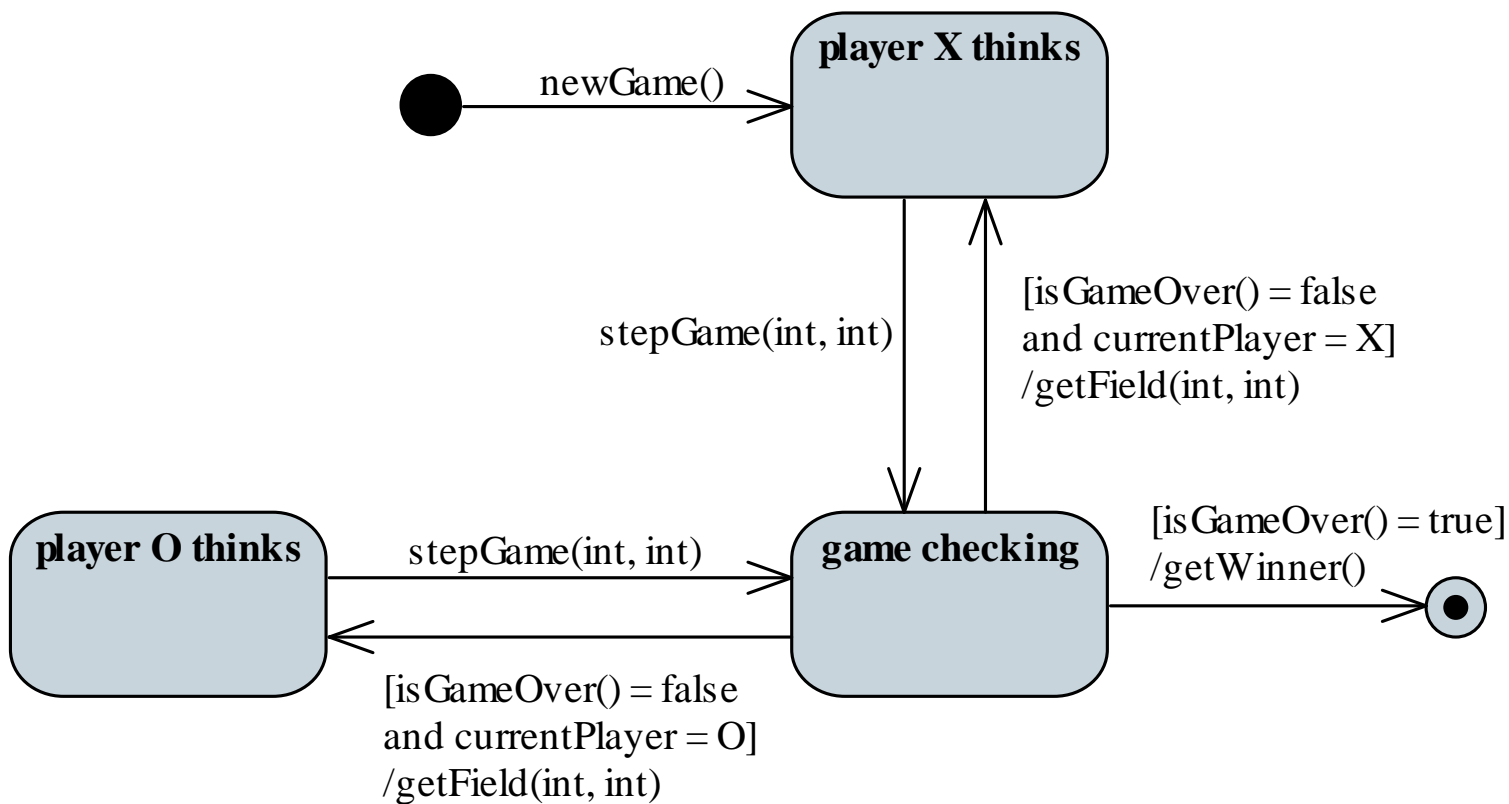 player X thinks
newGame()
[isGameOver() = false
and currentPlayer = X]
/getField(int, int)
stepGame(int, int)
player O thinks
stepGame(int, int)
game checking
[isGameOver() = true]
/getWinner()
[isGameOver() = false
and currentPlayer = O]
/getField(int, int)